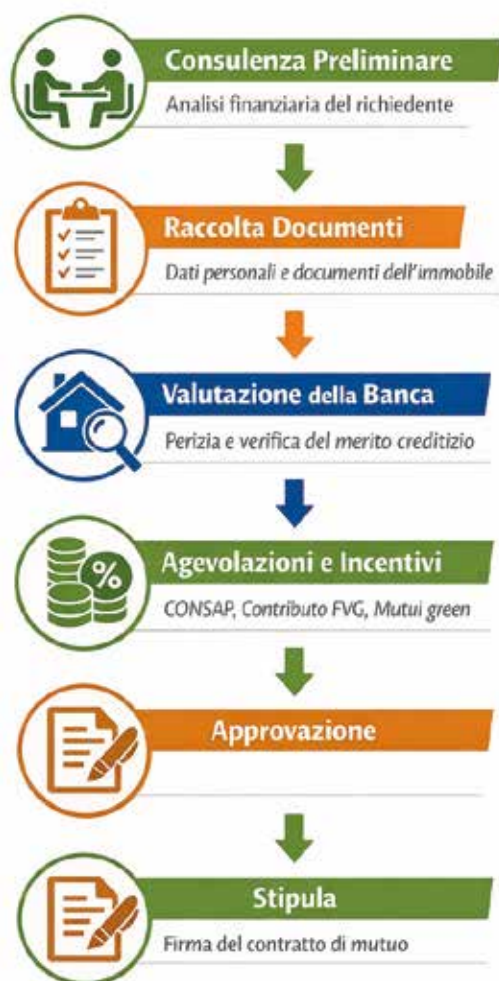 Consulenza Preliminare
Analisi finanziaria del richiedente
Raccolta Documenti
Dati personali e documenti dell'immobile
Valutazione della Banca
Perizia e verifica del merito creditizio
%
Agevolazioni e Incentivi
CONSAP, Contributo FVG, Mutui green
Approvazione
Stipula
Firma del contratto di mutuo